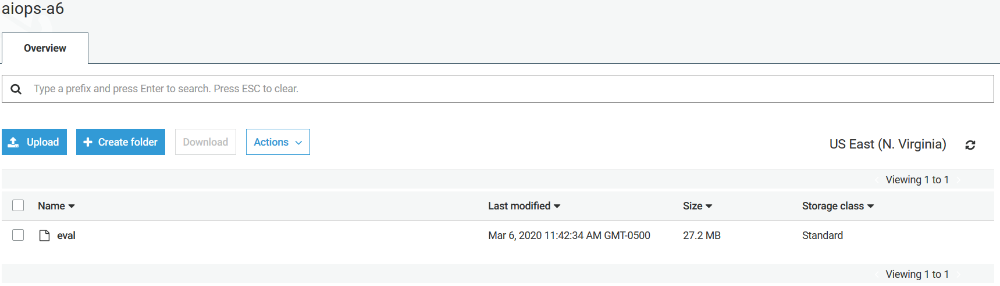 aiops-a6
Overview
Type a prefix and press Enter to search. Press ESC to clear.
Upload Create folder Download Actions US East (N. Virginia)
Viewing 1 to 1
Name Last modified Size Storage class
eval Mar 6, 2020 11:42:34 AM GMT-0500 27.2 MB Standard
Viewing 1 to 1